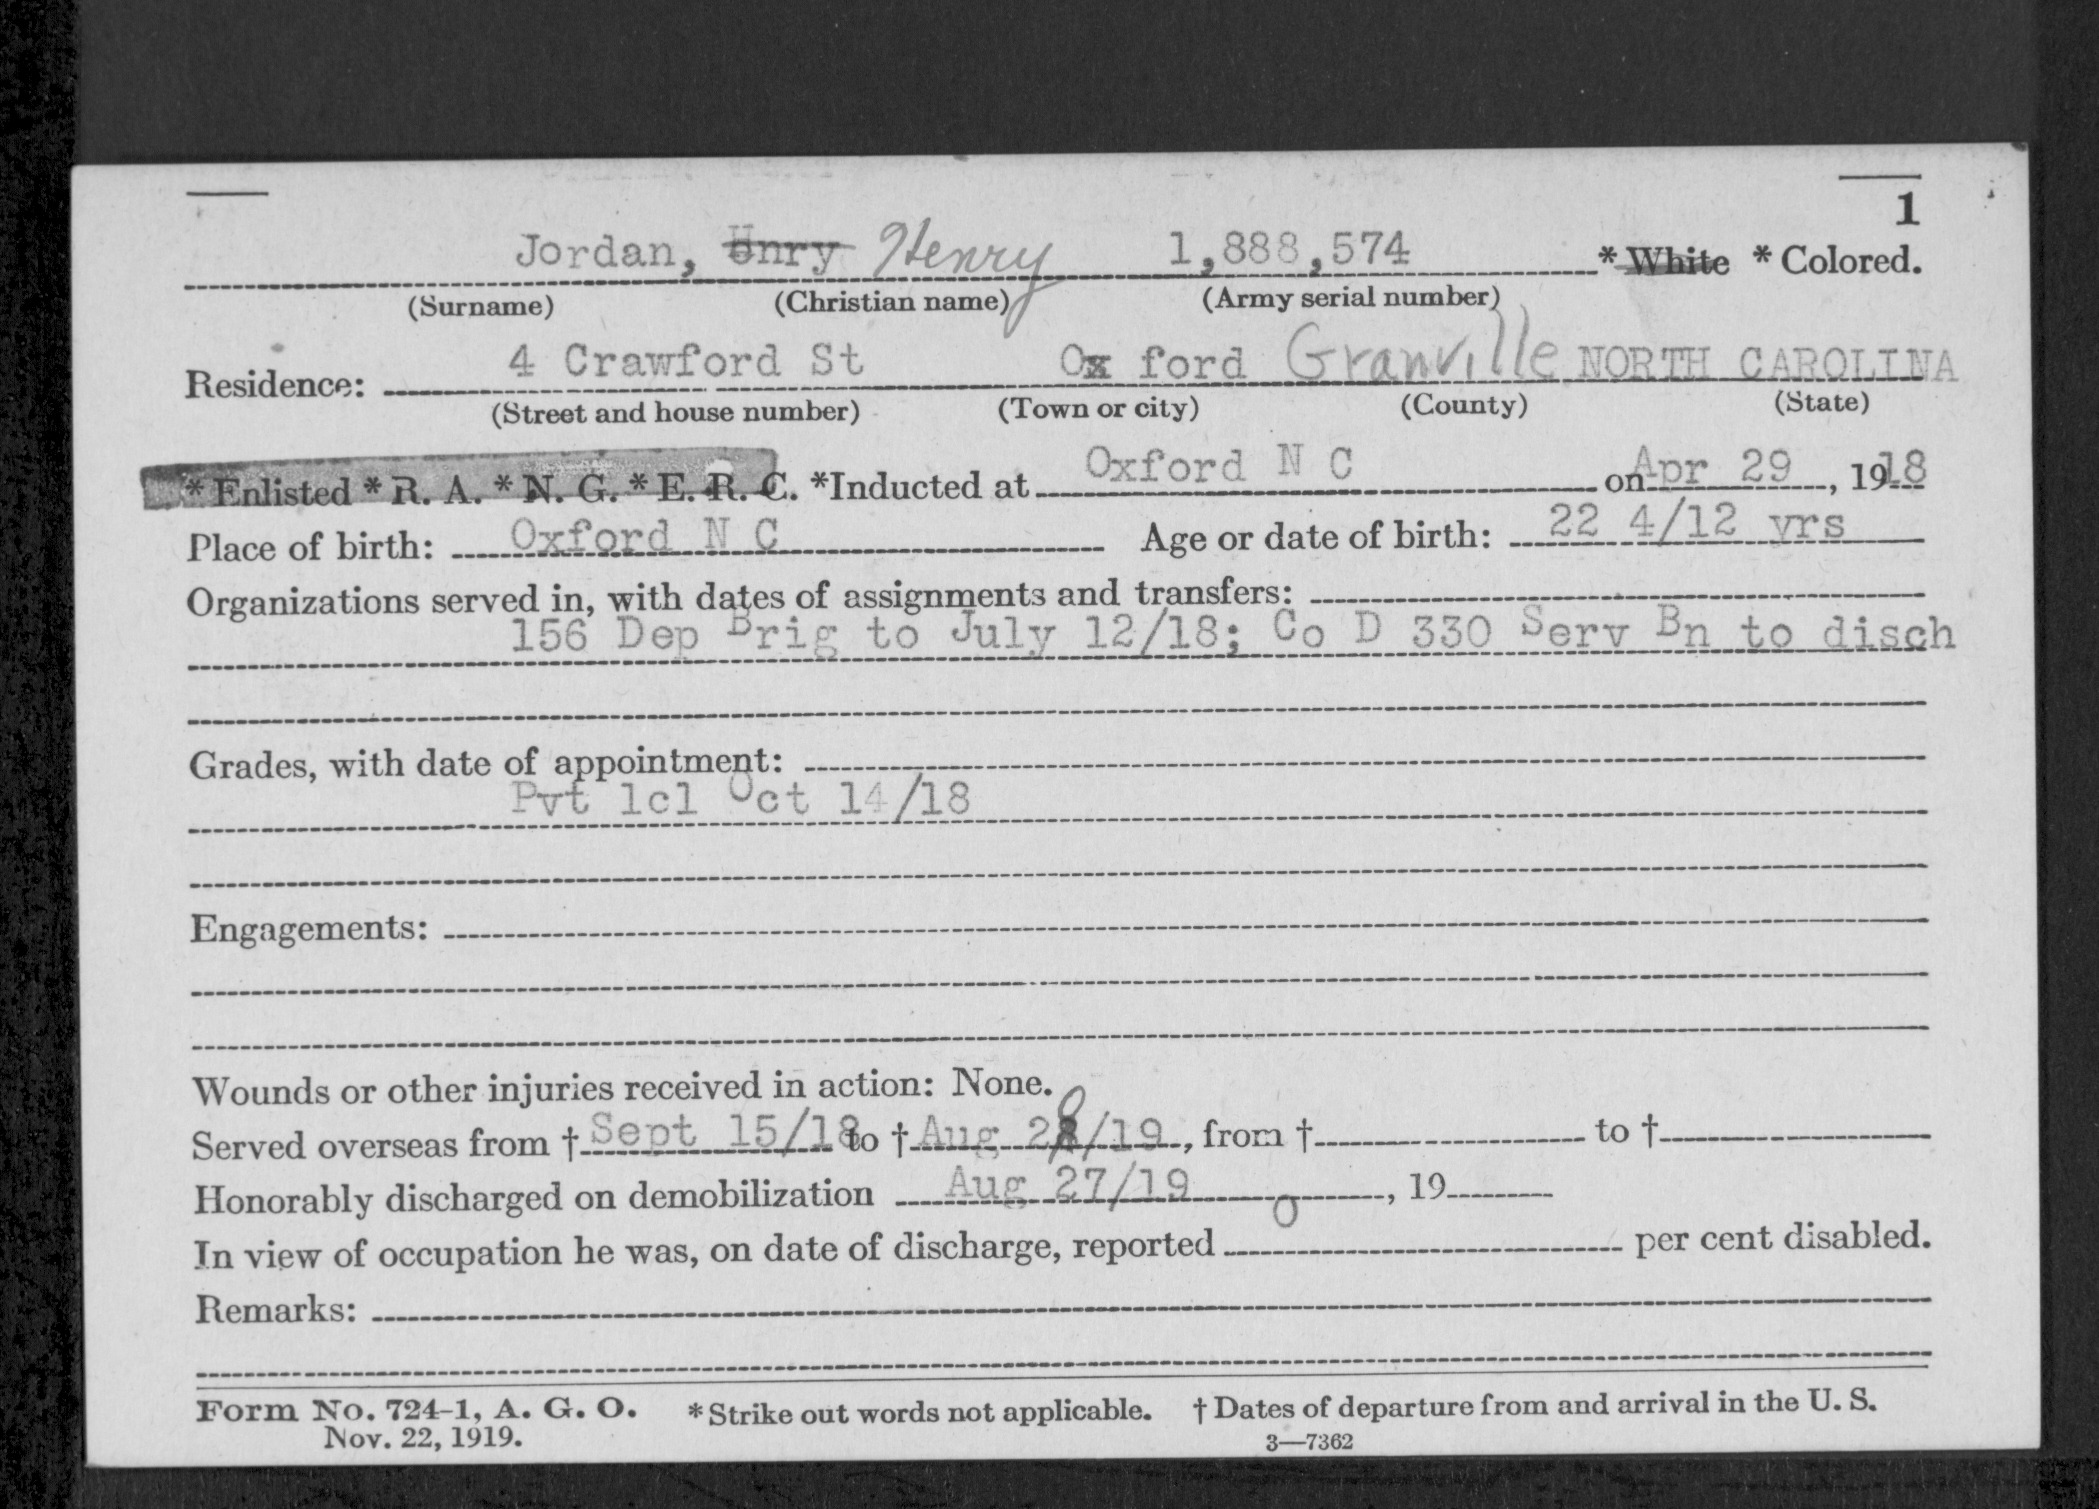 1
Jordan, Unry Henry 1,888,574 * White * Colored.
(Surname) (Christian name) (Army serial number)
Residence: 4 Crawford St Ox ford Granville NORTH CAROLINA
(Street and house number) (Town or city) (County) (State)
* Enlisted * R. A. * N. G. * E. R. C. *Inducted at Oxford N C on Apr 29, 1918
Place of birth: Oxford N C Age or date of birth: 22 4/12 yrs
Organizations served in, with dates of assignments and transfers:
156 Dep Brig to July 12/18; Co D 330 Serv Bn to disch
Grades, with date of appointment:
Pvt 1cl Oct 14/18
Engagements:
Wounds or other injuries received in action: None.
Served overseas from † Sept 15/18 to † Aug /19, from † to †
Honorably discharged on demobilization Aug 27/19, 19
In view of occupation he was, on date of discharge, reported 0 per cent disabled.
Remarks:
Form No. 724-1, A. G. O. * Strike out words not applicable. † Dates of departure from and arrival in the U. S.
Nov. 22, 1919. 3—7362